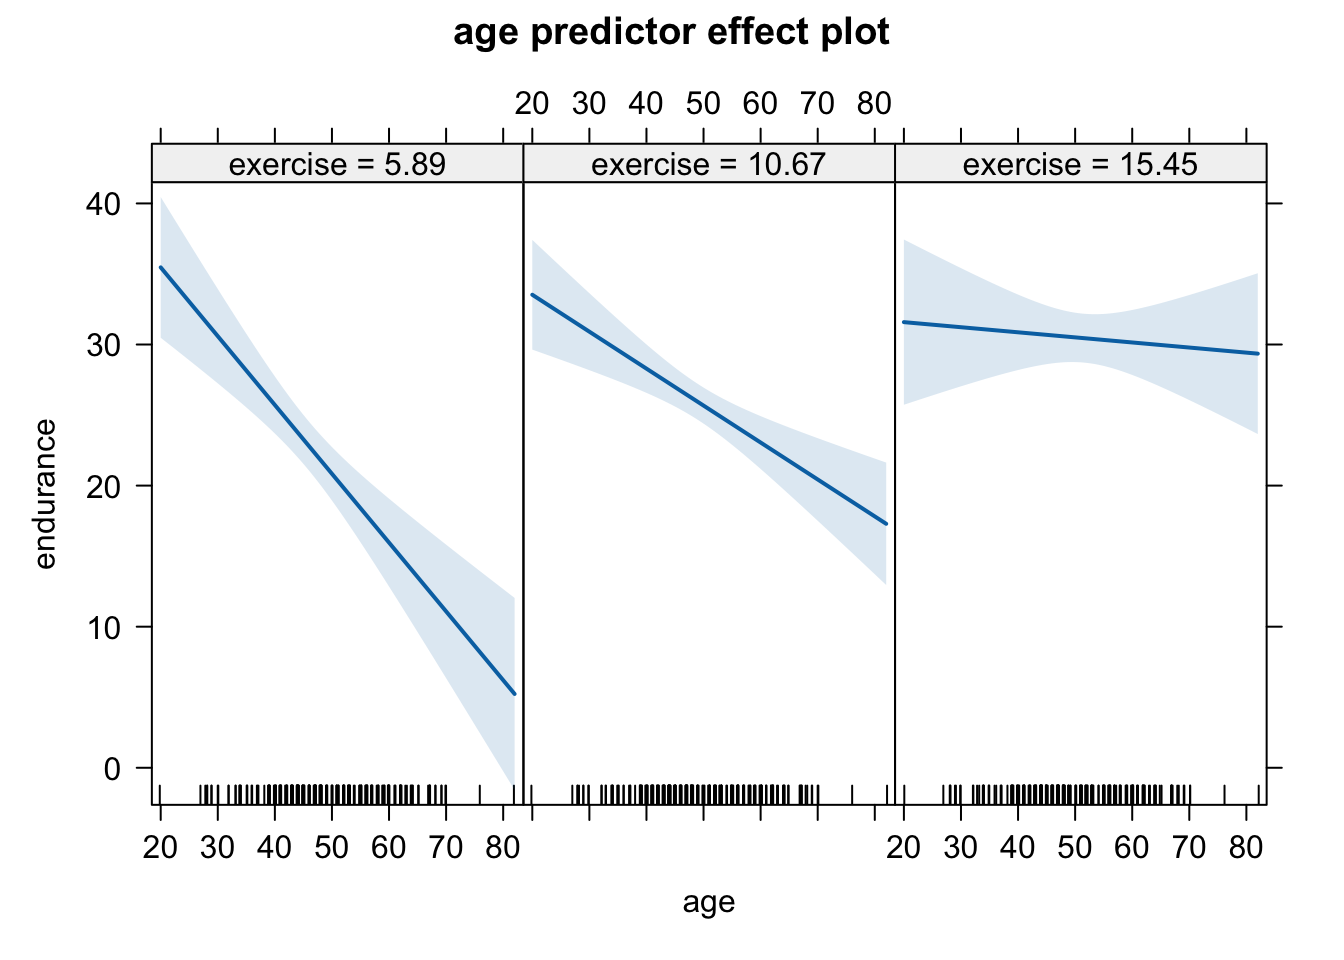 age predictor effect plot
20 30 40 50 60 70 80
exercise = 5.89 exercise = 10.67 exercise = 15.45
40
30
20
10
0
endurance
20 30 40 50 60 70 80 20 30 40 50 60 70 80
age